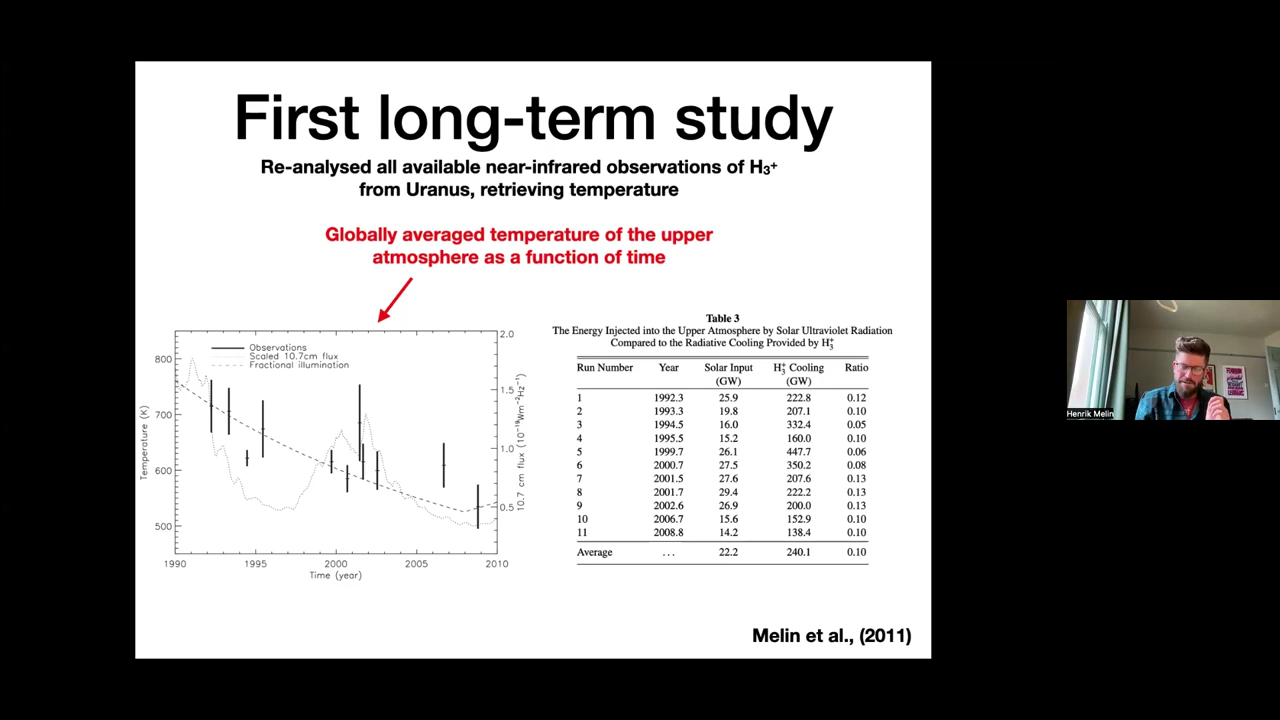 First long-term study
Re-analysed all available near-infrared observations of H₃⁺
from Uranus, retrieving temperature
Globally averaged temperature of the upper
atmosphere as a function of time
Observations
Scaled 10.7cm flux
Fractional illumination
800
700
600
500
Temperature (K)
2.0
1.5
1.0
0.5
10.7 cm flux (10⁻¹⁹Wm⁻²Hz⁻¹)
1990 1995 2000 2005 2010
Time (year)
Table 3
The Energy Injected into the Upper Atmosphere by Solar Ultraviolet Radiation
Compared to the Radiative Cooling Provided by H₃⁺
Run Number Year Solar Input H₃⁺ Cooling Ratio
(GW) (GW)
1 1992.3 25.9 222.8 0.12
2 1993.3 19.8 207.1 0.10
3 1994.5 16.0 332.4 0.05
4 1995.5 15.2 160.0 0.10
5 1999.7 26.1 447.7 0.06
6 2000.7 27.5 350.2 0.08
7 2001.5 27.6 207.6 0.13
8 2001.7 29.4 222.2 0.13
9 2002.6 26.9 200.0 0.13
10 2006.7 15.6 152.9 0.10
11 2008.8 14.2 138.4 0.10
Average ... 22.2 240.1 0.10
Melin et al., (2011)
Henrik Melin